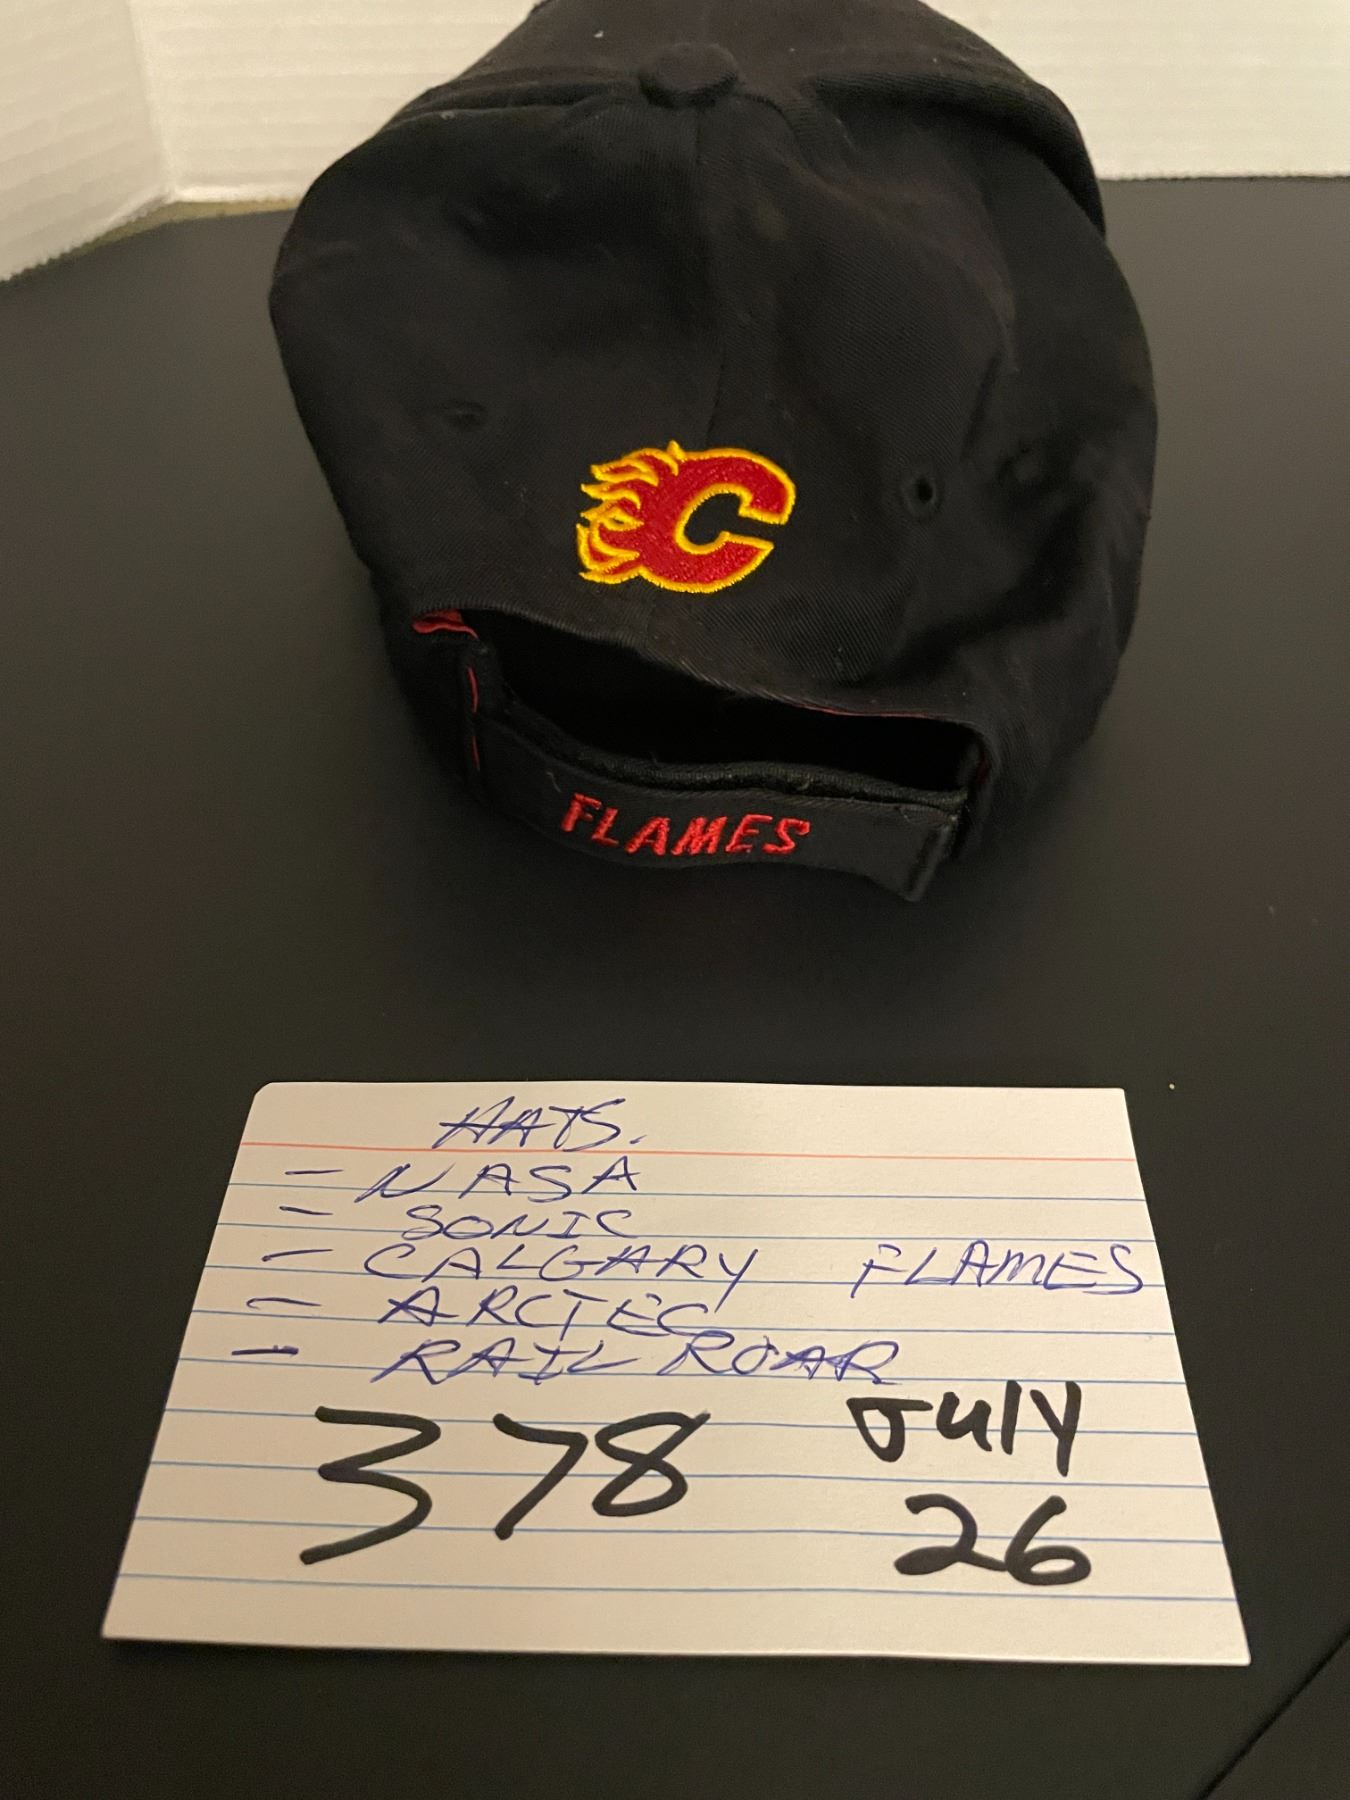 C
FLAMES
HATS.
- NASA
- SONIC
- CALGARY FLAMES
- ARCTEC
- RAIL ROAR
378 July
26